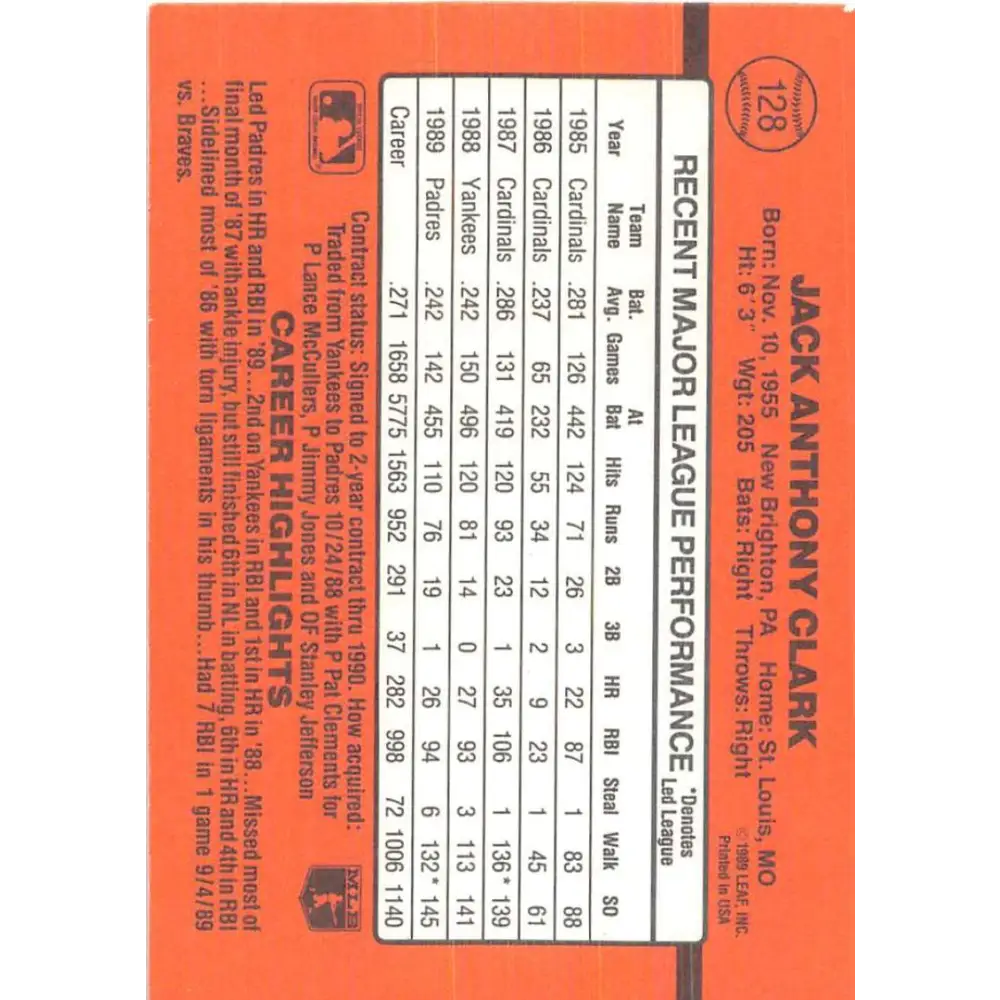 128
JACK ANTHONY CLARK
Born: Nov. 10, 1955 New Brighton, PA Home: St. Louis, MO
Ht: 6' 3" Wgt: 205 Bats: Right Throws: Right
© 1989 LEAF, INC.
Printed in USA
RECENT MAJOR LEAGUE PERFORMANCE
*Denotes
Led League
Year Team Name Bat. Avg. Games At Bat Hits Runs 2B 3B HR RBI Steal Walk SO
1985 Cardinals .281 126 442 124 71 26 3 22 87 1 83 88
1986 Cardinals .237 65 232 55 34 12 2 9 23 1 45 61
1987 Cardinals .286 131 419 120 93 23 1 35 106 1 136* 139
1988 Yankees .242 150 496 120 81 14 0 27 93 3 113 141
1989 Padres .242 142 455 110 76 19 1 26 94 6 132* 145
Career .271 1658 5775 1563 952 291 37 282 998 72 1006 1140
Contract status: Signed to 2-year contract thru 1990. How acquired:
Traded from Yankees to Padres 10/24/88 with P Pat Clements for
P Lance McCullers, P Jimmy Jones and OF Stanley Jefferson
MLB
CAREER HIGHLIGHTS
Led Padres in HR and RBI in '89...2nd on Yankees in RBI and 1st in HR in '88...Missed most of
final month of '87 with ankle injury, but still finished 6th in NL in batting, 6th in HR and 4th in RBI
...Sidelined most of '86 with torn ligaments in his thumb...Had 7 RBI in 1 game 9/4/89
vs. Braves.